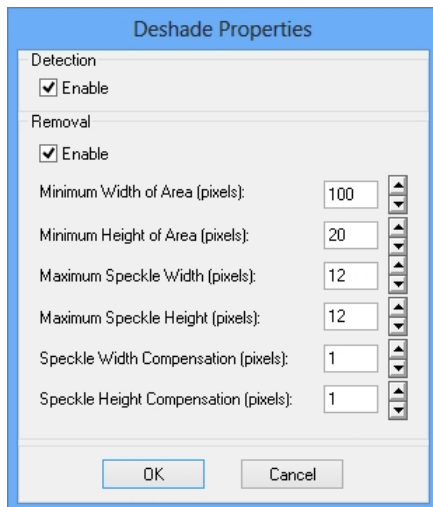 Deshade Properties
Detection
Enable
Removal
Enable
Minimum Width of Area (pixels): 100
Minimum Height of Area (pixels): 20
Maximum Speckle Width (pixels): 12
Maximum Speckle Height (pixels): 12
Speckle Width Compensation (pixels): 1
Speckle Height Compensation (pixels): 1
OK Cancel